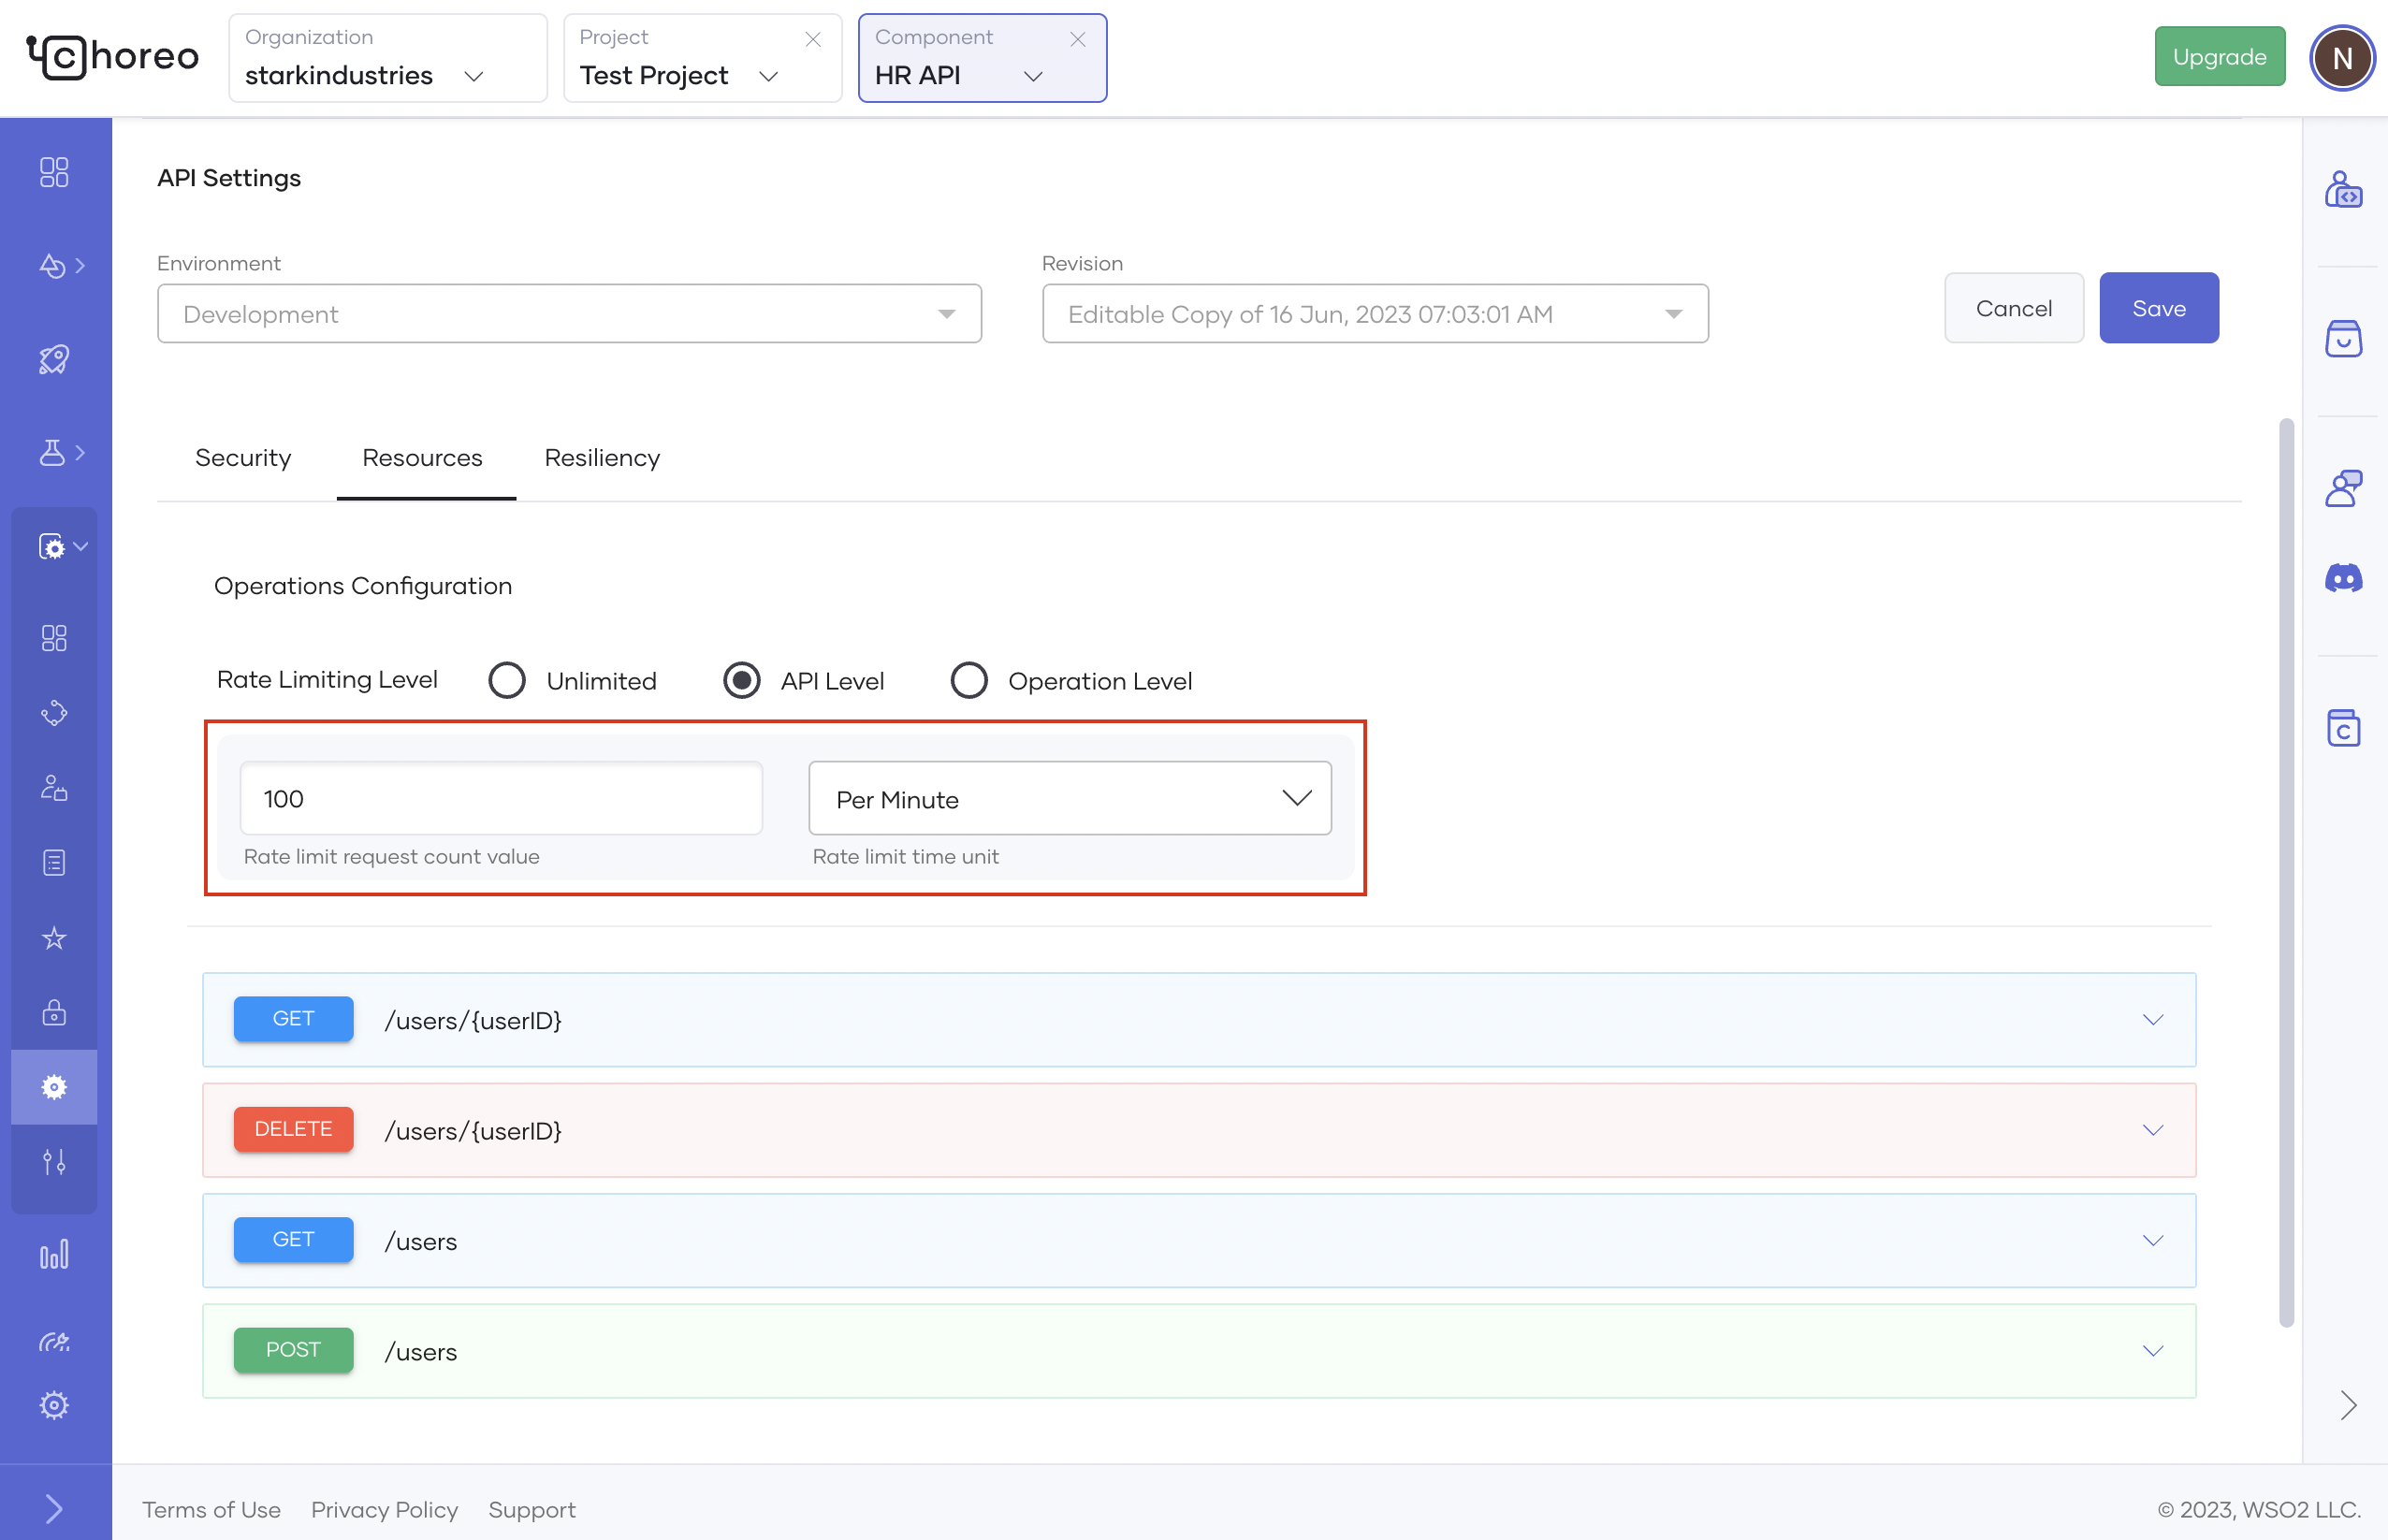 choreo
Organization
starkindustries
Project
Test Project
Component
HR API
Upgrade
N
API Settings
Environment
Development
Revision
Editable Copy of 16 Jun, 2023 07:03:01 AM
Cancel
Save
Security
Resources
Resiliency
Operations Configuration
Rate Limiting Level
Unlimited
API Level
Operation Level
100
Per Minute
Rate limit request count value
Rate limit time unit
GET
/users/{userID}
DELETE
/users/{userID}
GET
/users
POST
/users
C
Terms of Use
Privacy Policy
Support
© 2023, WSO2 LLC.